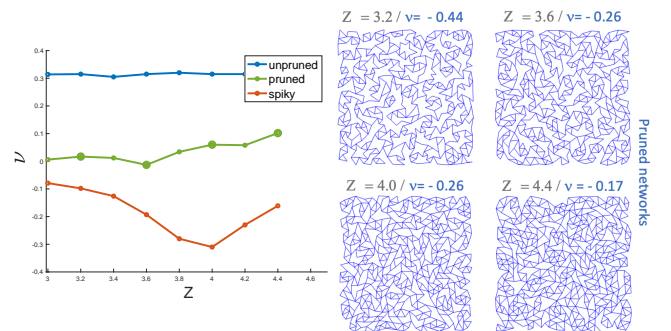 0.4
0.3
0.2
0.1
0
-0.1
-0.2
-0.3
-0.4
ν
3
3.2
3.4
3.6
3.8
4
4.2
4.4
4.6
Z
unpruned
pruned
spiky
Z = 3.2 / ν= - 0.44
Z = 3.6 / ν= -0.26
Z = 4.0 / ν= - 0.26
Z = 4.4 / ν = - 0.17
Pruned networks